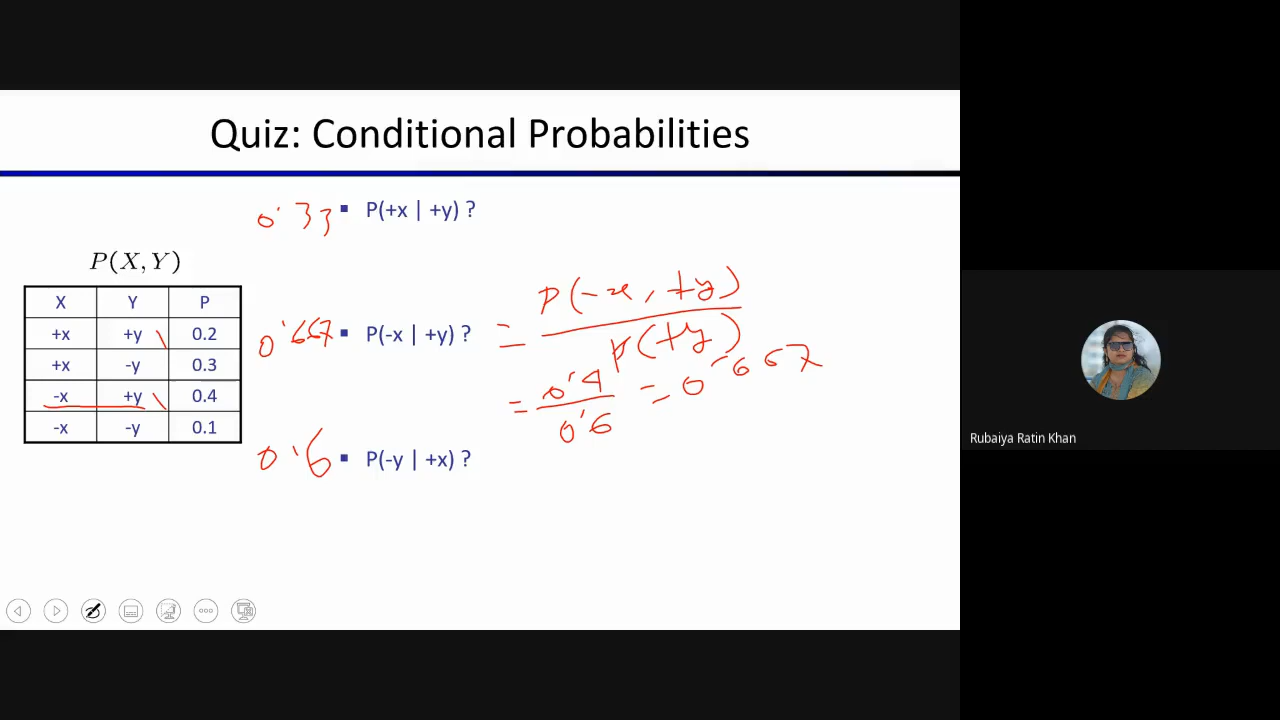 Quiz: Conditional Probabilities
0.33 ▪ P(+x | +y) ?
P(X, Y)
X Y P
+x +y 0.2
+x -y 0.3
-x +y 0.4
-x -y 0.1
0.667 ▪ P(-x | +y) ?
= P(-x, +y)
P(+y)
= 0.4 / 0.6 = 0.667
0.6 ▪ P(-y | +x) ?
Rubaiya Ratin Khan